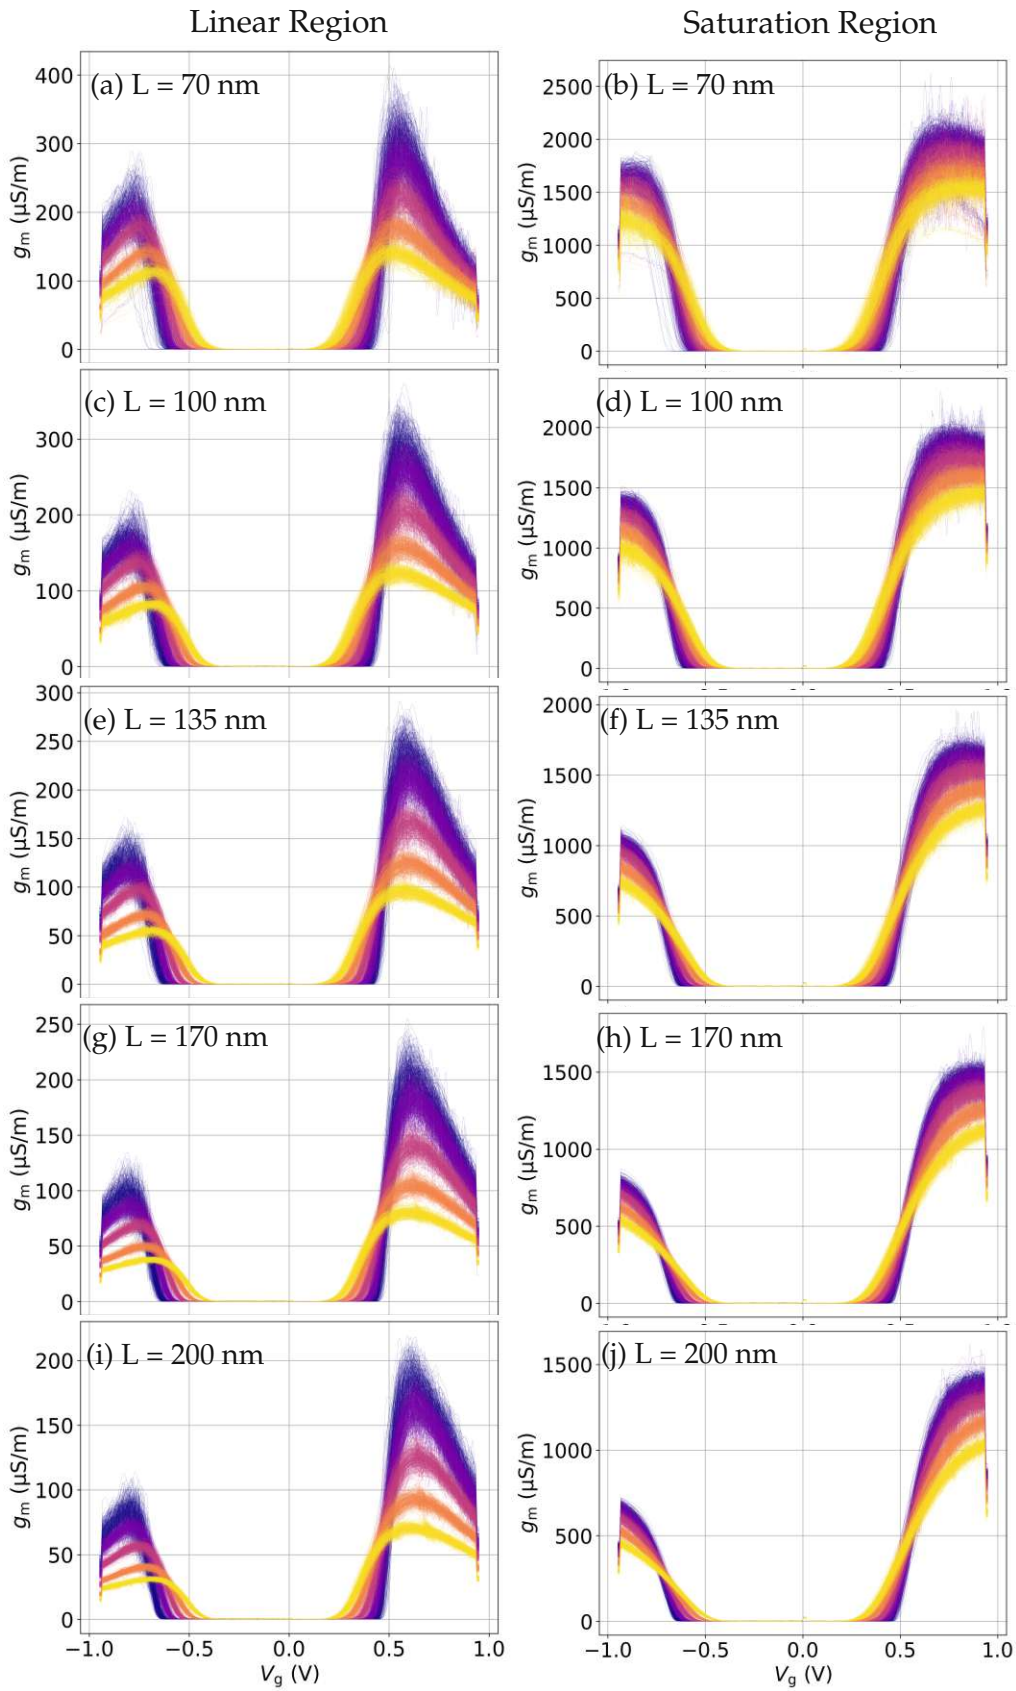 Linear Region
Saturation Region
(a) L = 70 nm
400
300
200
100
0
gm (µS/m)
(b) L = 70 nm
2500
2000
1500
1000
500
0
gm (µS/m)
(c) L = 100 nm
300
200
100
0
gm (µS/m)
(d) L = 100 nm
2000
1500
1000
500
0
gm (µS/m)
(e) L = 135 nm
300
250
200
150
100
50
0
gm (µS/m)
(f) L = 135 nm
2000
1500
1000
500
0
gm (µS/m)
(g) L = 170 nm
250
200
150
100
50
0
gm (µS/m)
(h) L = 170 nm
1500
1000
500
0
gm (µS/m)
(i) L = 200 nm
200
150
100
50
0
gm (µS/m)
−1.0 −0.5 0.0 0.5 1.0
Vg (V)
(j) L = 200 nm
1500
1000
500
0
gm (µS/m)
−1.0 −0.5 0.0 0.5 1.0
Vg (V)